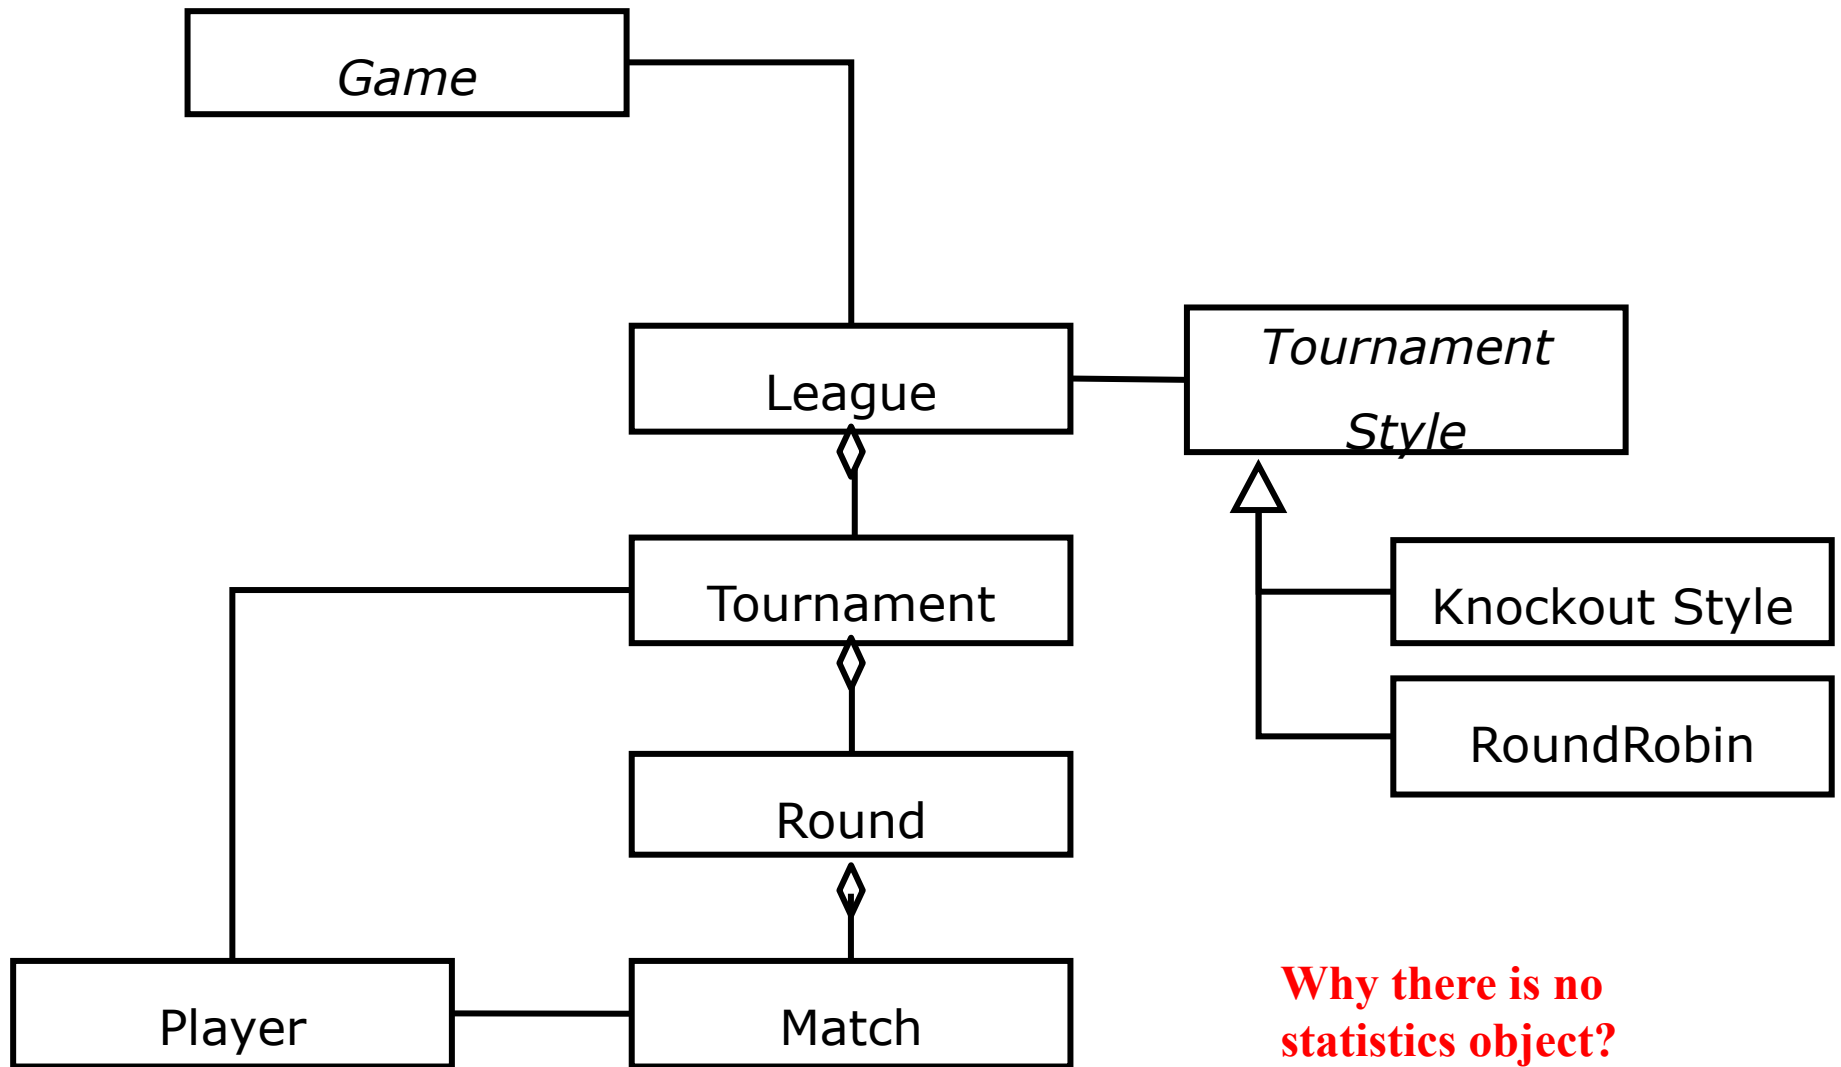 Game
League
Tournament
Style
Tournament
Knockout Style
RoundRobin
Round
Player
Match
Why there is no
statistics object?